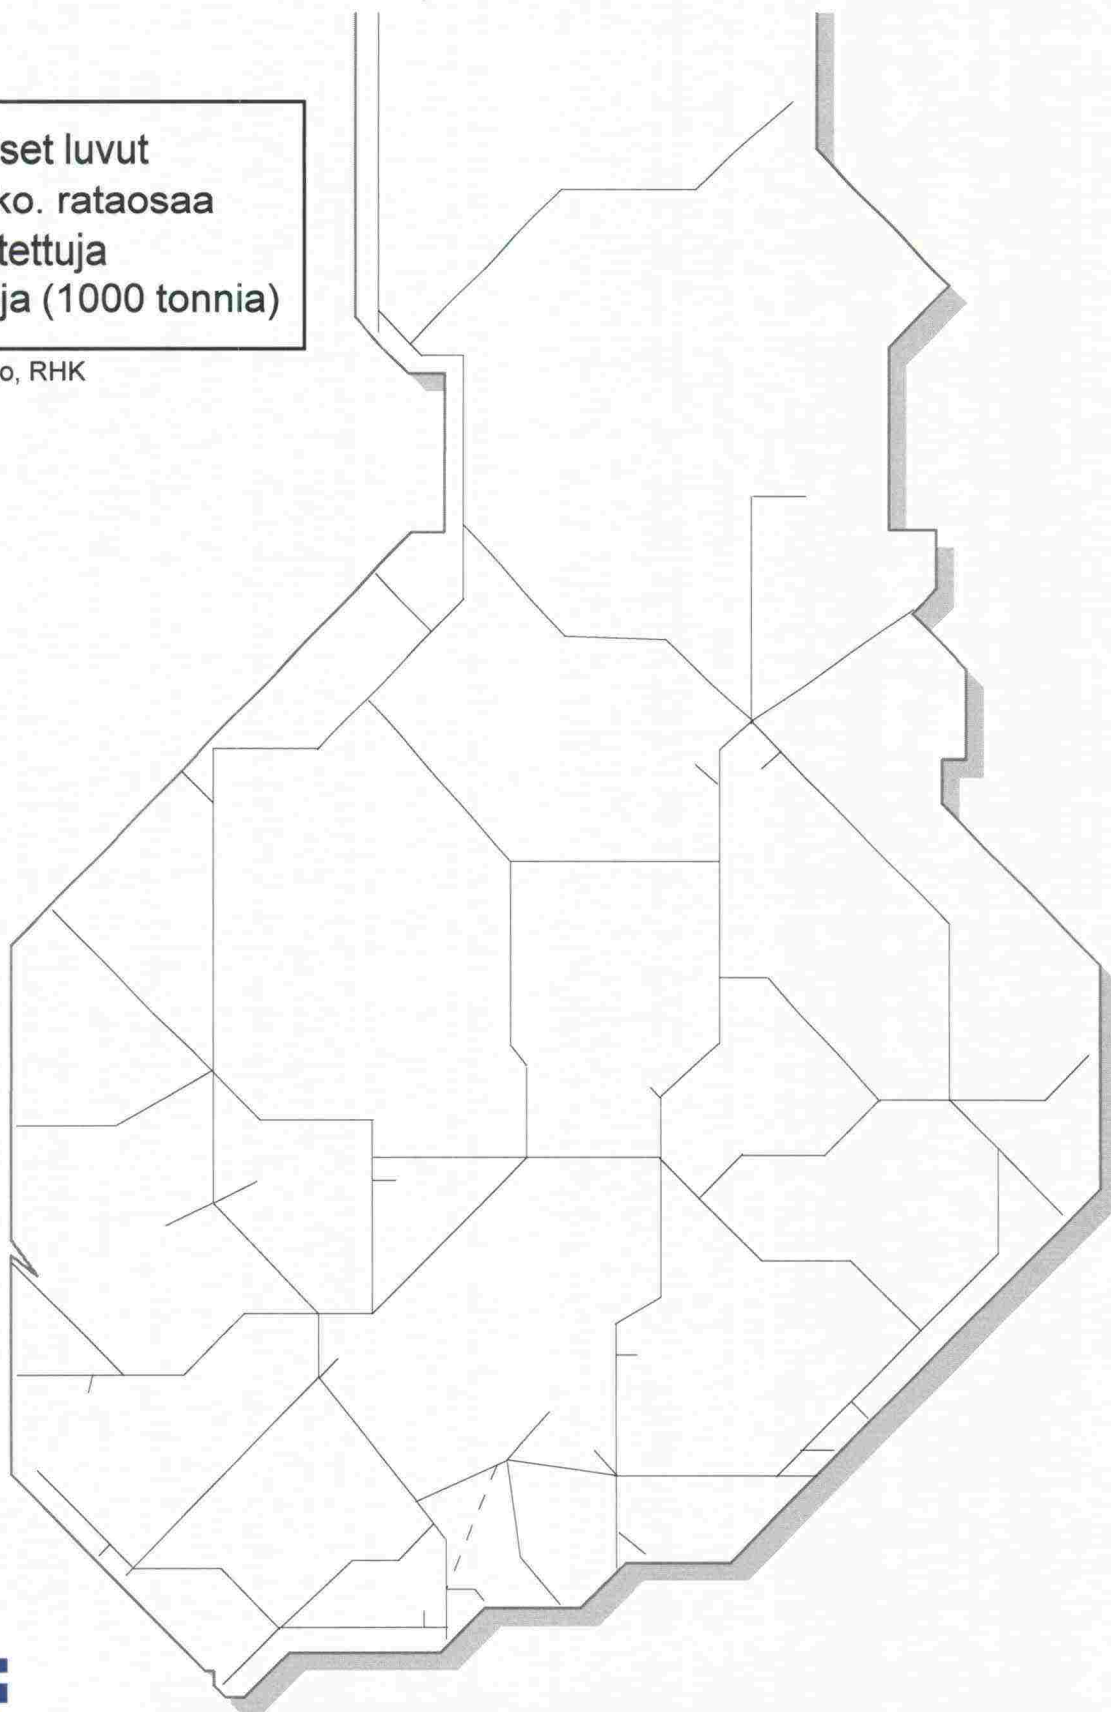 set luvut
ko. rataosaa
tettuja
ja (1000 tonnia)
o, RHK